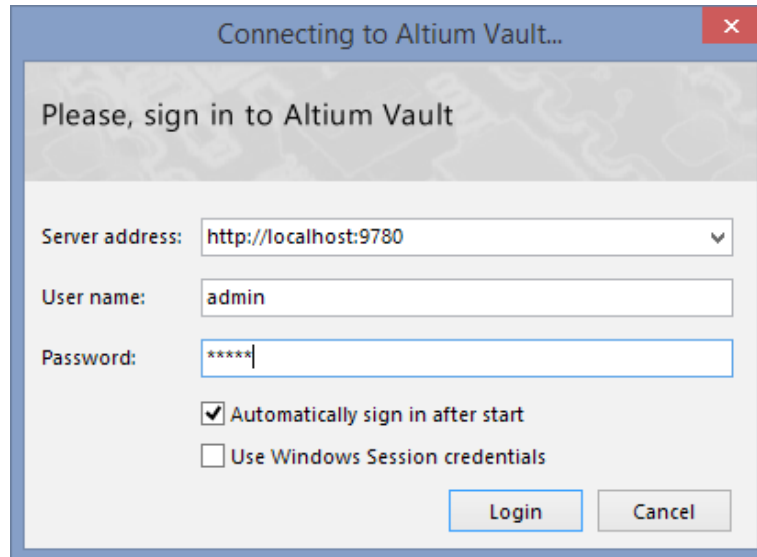 Connecting to Altium Vault...
Please, sign in to Altium Vault
Server address: http://localhost:9780
User name: admin
Password: *****
Automatically sign in after start
Use Windows Session credentials
Login Cancel